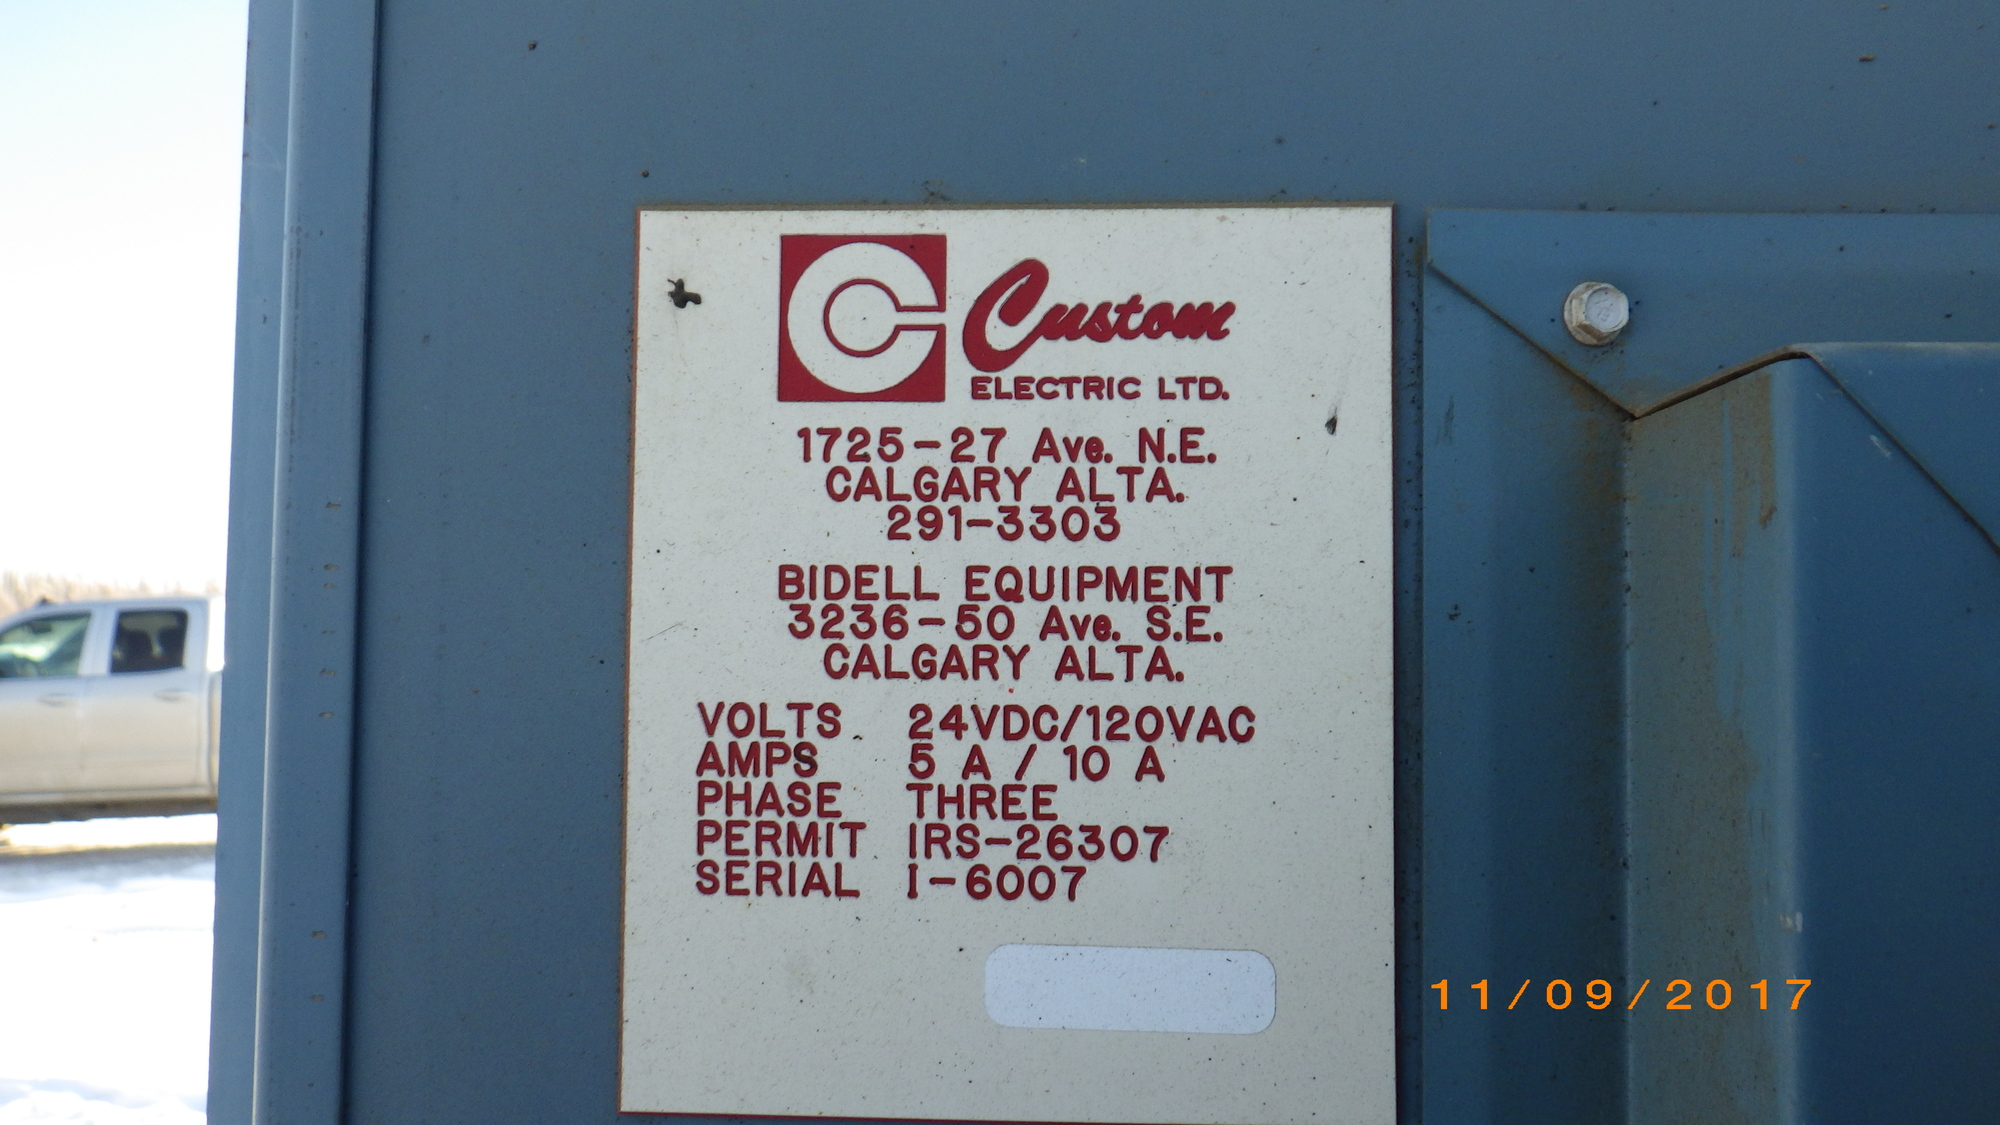 Custom
ELECTRIC LTD.
1725-27 Ave. N.E.
CALGARY ALTA.
291-3303
BIDELL EQUIPMENT
3236-50 Ave. S.E.
CALGARY ALTA.
VOLTS 24VDC/120VAC
AMPS 5 A / 10 A
PHASE THREE
PERMIT IRS-26307
SERIAL I-6007
11/09/2017